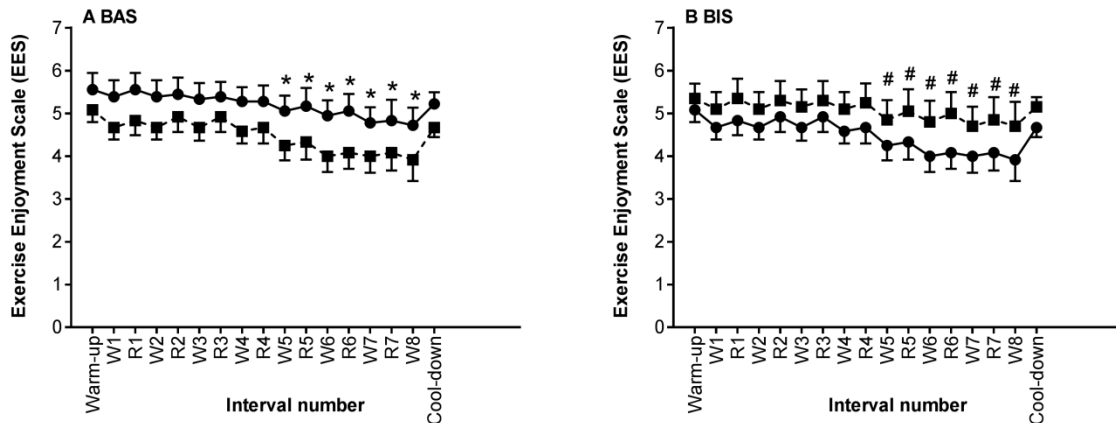 A BAS
Exercise Enjoyment Scale (EES)
7
6
5
4
3
2
1
0
* * * * * * *
Warm-up
W1
R1
W2
R2
W3
R3
W4
R4
W5
R5
W6
R6
W7
R7
W8
Cool-down
Interval number
B BIS
Exercise Enjoyment Scale (EES)
7
6
5
4
3
2
1
0
# # # # # # #
Warm-up
W1
R1
W2
R2
W3
R3
W4
R4
W5
R5
W6
R6
W7
R7
W8
Cool-down
Interval number